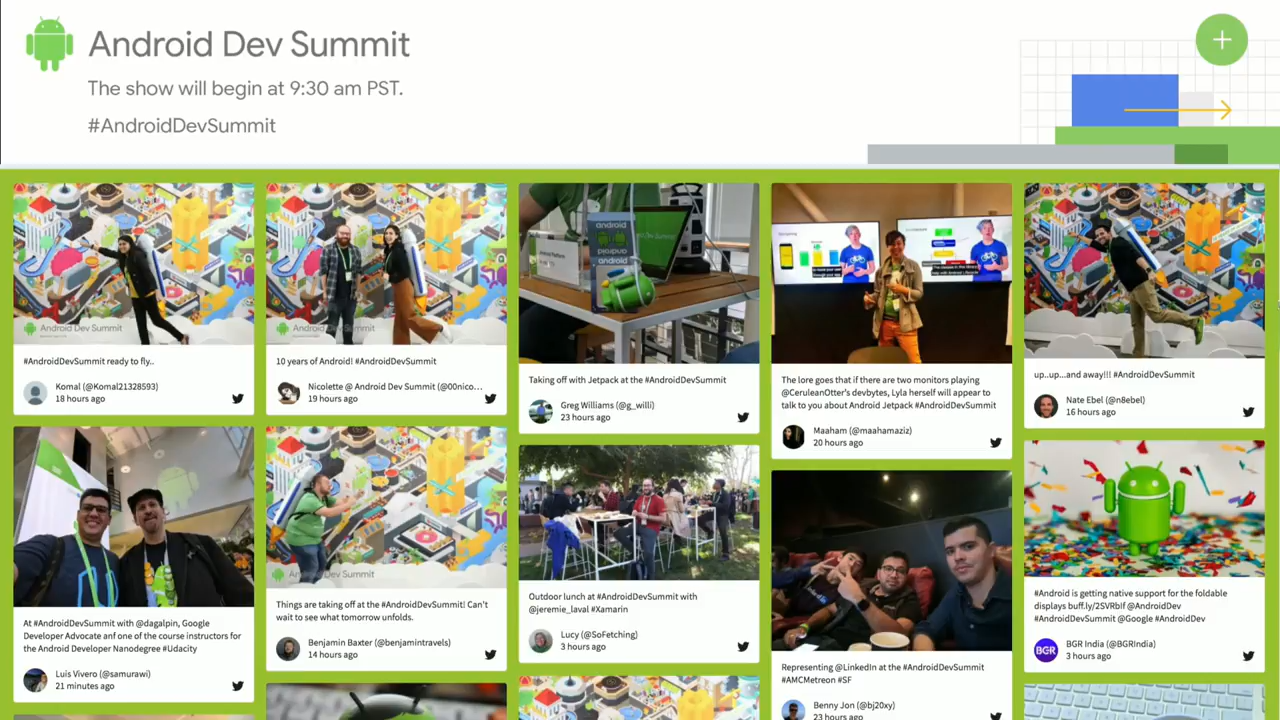 Android Dev Summit
The show will begin at 9:30 am PST.
#AndroidDevSummit
Android Dev Summit
#AndroidDevSummit ready to fly..
Komal (@Komal21328593)
18 hours ago
At #AndroidDevSummit with @dagalpin, Google
Developer Advocate anf one of the course instructors for
the Android Developer Nanodegree #Udacity
Luis Vivero (@samurawi)
21 minutes ago
Android Dev Summit
10 years of Android! #AndroidDevSummit
Nicolette @ Android Dev Summit (@00nico...
19 hours ago
Android Dev Summit
Things are taking off at the #AndroidDevSummit! Can't
wait to see what tomorrow unfolds.
Benjamin Baxter (@benjamintravels)
14 hours ago
android
android
Taking off with Jetpack at the #AndroidDevSummit
Greg Williams (@g_willi)
23 hours ago
Outdoor lunch at #AndroidDevSummit with
@jeremie_laval #Xamarin
Lucy (@SoFetching)
3 hours ago
The lore goes that if there are two monitors playing
@CeruleanOtter's devbytes, Lyla herself will appear to
talk to you about Android Jetpack #AndroidDevSummit
Maaham (@maahamaziz)
20 hours ago
Representing @LinkedIn at the #AndroidDevSummit
#AMCMetreon #SF
Benny Jon (@bj20xy)
23 hours ago
up..up...and away!!! #AndroidDevSummit
Nate Ebel (@n8ebel)
16 hours ago
#Android is getting native support for the foldable
displays buff.ly/2SVRbIf @AndroidDev
#AndroidDevSummit @Google #AndroidDev
BGR
BGR India (@BGRIndia)
3 hours ago